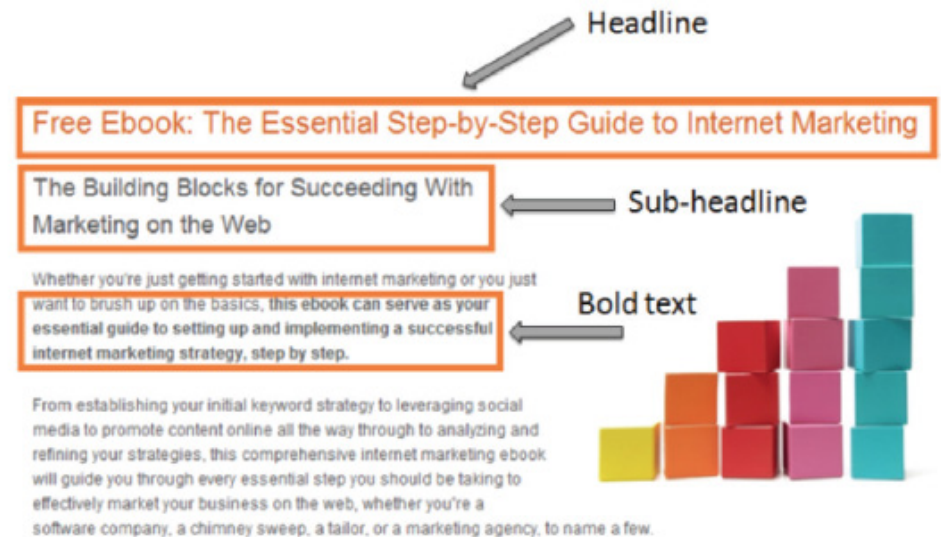 Headline
Free Ebook: The Essential Step-by-Step Guide to Internet Marketing
The Building Blocks for Succeeding With
Marketing on the Web
Sub-headline
Whether you're just getting started with internet marketing or you just
want to brush up on the basics, this ebook can serve as your
essential guide to setting up and implementing a successful
internet marketing strategy, step by step.
Bold text
From establishing your initial keyword strategy to leveraging social
media to promote content online all the way through to analyzing and
refining your strategies, this comprehensive internet marketing ebook
will guide you through every essential step you should be taking to
effectively market your business on the web, whether you're a
software company, a chimney sweep, a tailor, or a marketing agency, to name a few.